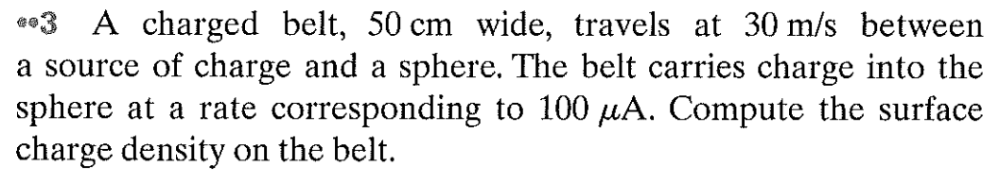 ••3 A charged belt, 50 cm wide, travels at 30 m/s between
a source of charge and a sphere. The belt carries charge into the
sphere at a rate corresponding to 100 μA. Compute the surface
charge density on the belt.